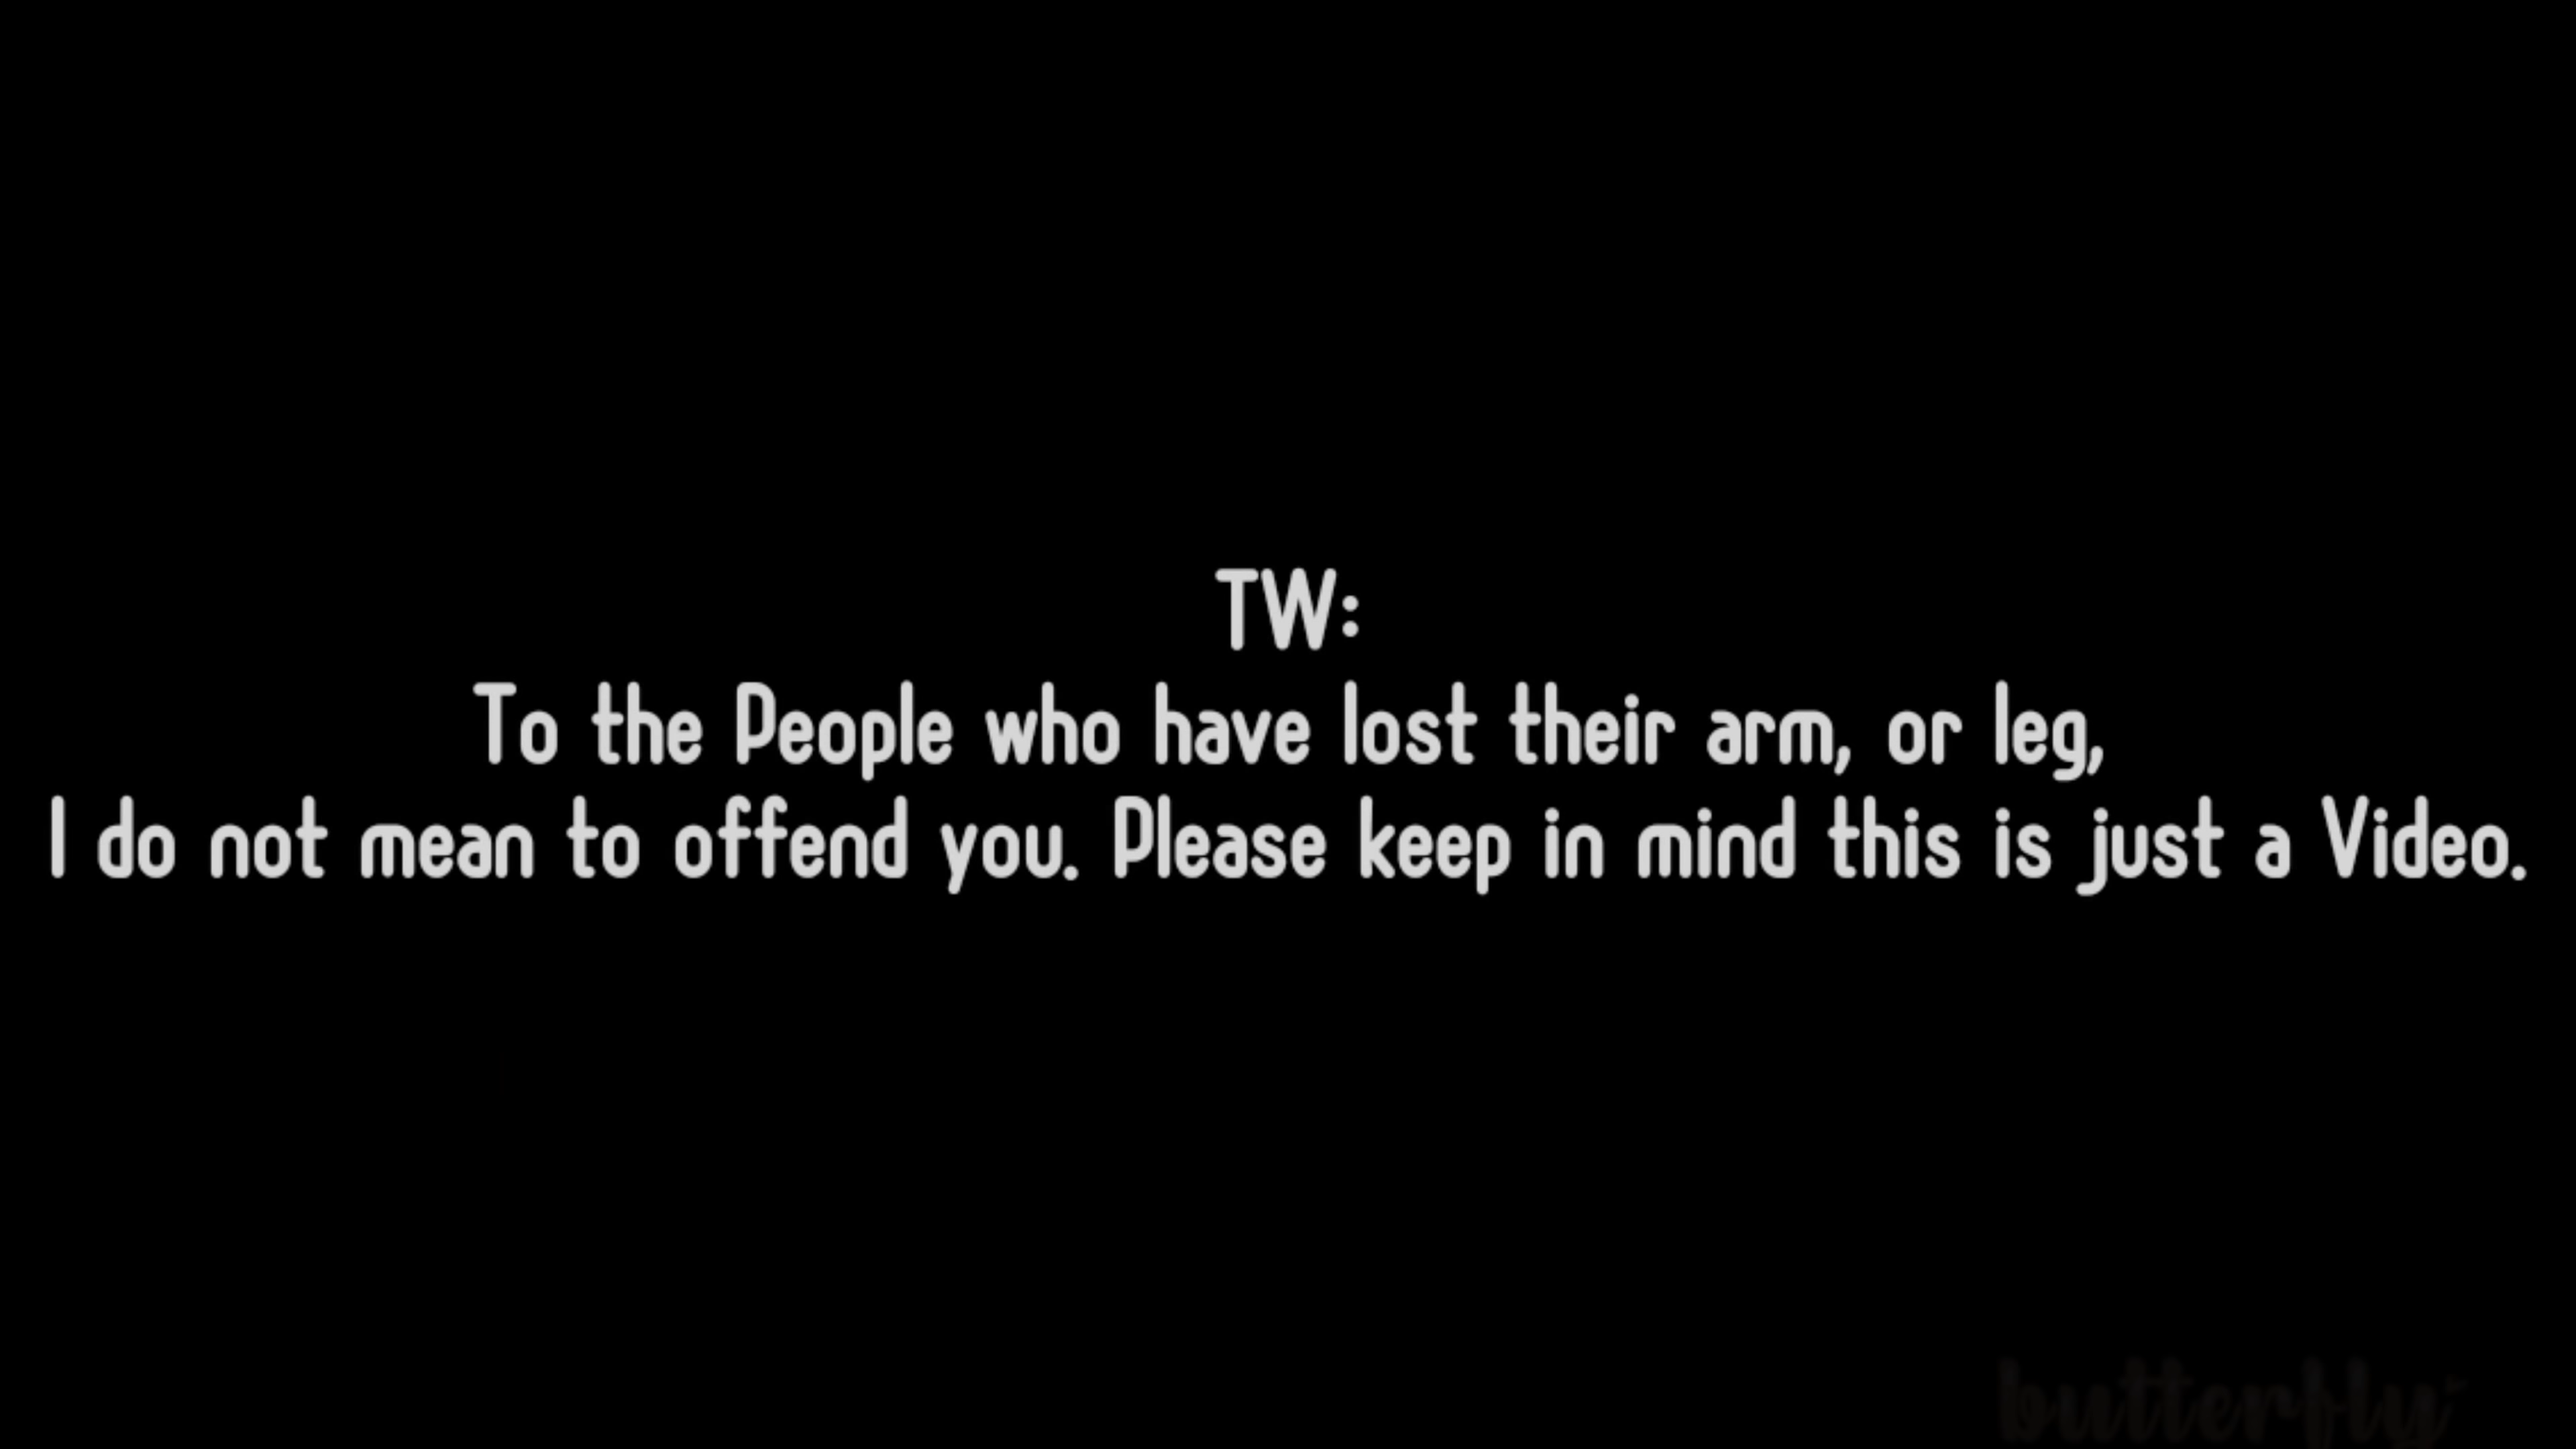 TW:
To the People who have lost their arm, or leg,
I do not mean to offend you. Please keep in mind this is just a Video.
butterfly